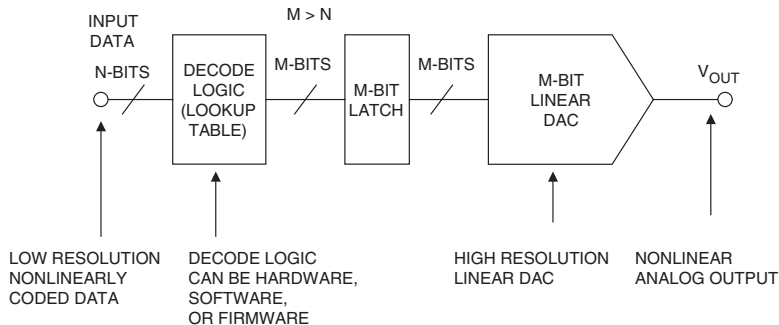 INPUT
DATA
M > N
N-BITS
DECODE
LOGIC
(LOOKUP
TABLE)
M-BITS
M-BIT
LATCH
M-BITS
M-BIT
LINEAR
DAC
VOUT
LOW RESOLUTION
NONLINEARLY
CODED DATA
DECODE LOGIC
CAN BE HARDWARE,
SOFTWARE,
OR FIRMWARE
HIGH RESOLUTION
LINEAR DAC
NONLINEAR
ANALOG OUTPUT